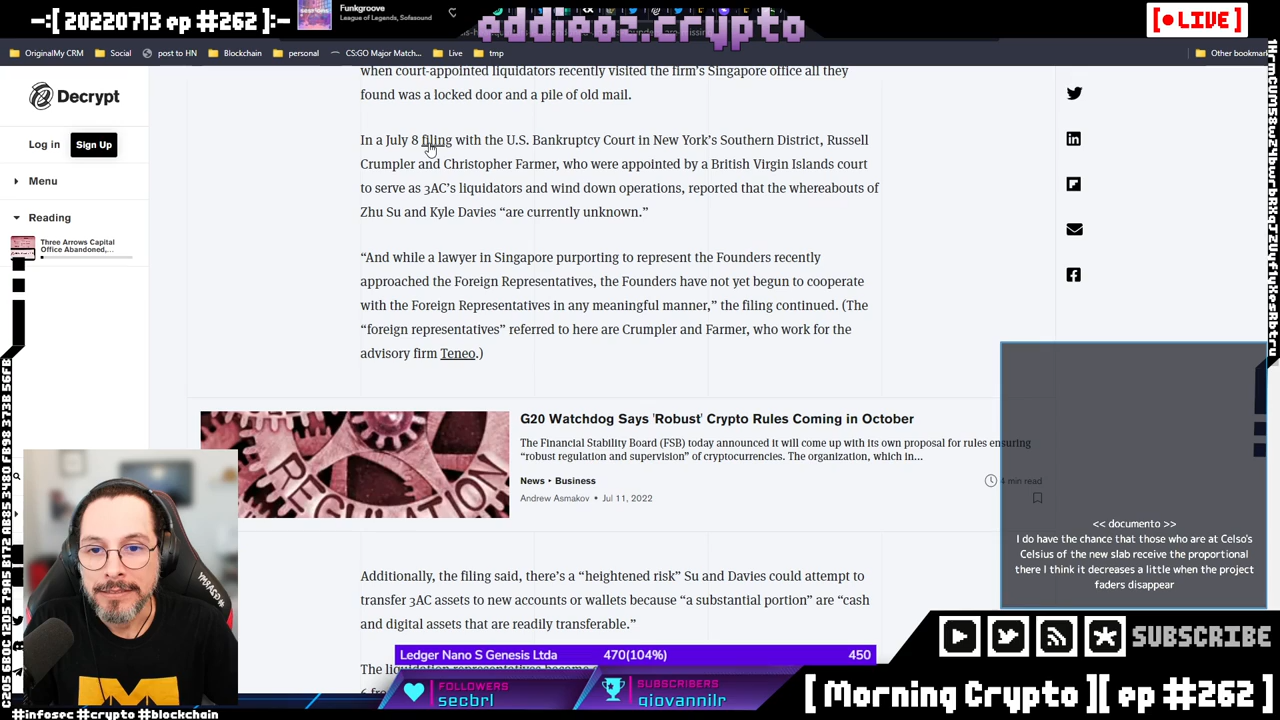 -:[ 20220713 ep #262 ]:-
Funkgroove
League of Legends, Safesound
eddieoz.crypto
[ • LIVE ]
OriginalMy CRM
Social
post to HN
Blockchain
personal
CS:GO Major Match...
Live
tmp
Other bookmar
Decrypt
Log in
Sign Up
Menu
Reading
Three Arrows Capital
Office Abandoned,...
when court-appointed liquidators recently visited the firm’s Singapore office all they
found was a locked door and a pile of old mail.
In a July 8 filing with the U.S. Bankruptcy Court in New York’s Southern District, Russell
Crumpler and Christopher Farmer, who were appointed by a British Virgin Islands court
to serve as 3AC’s liquidators and wind down operations, reported that the whereabouts of
Zhu Su and Kyle Davies “are currently unknown.”
“And while a lawyer in Singapore purporting to represent the Founders recently
approached the Foreign Representatives, the Founders have not yet begun to cooperate
with the Foreign Representatives in any meaningful manner,” the filing continued. (The
“foreign representatives” referred to here are Crumpler and Farmer, who work for the
advisory firm Teneo.)
G20 Watchdog Says 'Robust' Crypto Rules Coming in October
The Financial Stability Board (FSB) today announced it will come up with its own proposal for rules ensuring
“robust regulation and supervision” of cryptocurrencies. The organization, which in...
News • Business
4 min read
Andrew Asmakov • Jul 11, 2022
REGULATION
<< documento >>
I do have the chance that those who are at Celso's
Celsius of the new slab receive the proportional
there I think it decreases a little when the project
faders disappear
Additionally, the filing said, there’s a “heightened risk” Su and Davies could attempt to
transfer 3AC assets to new accounts or wallets because “a substantial portion” are “cash
and digital assets that are readily transferable.”
Ledger Nano S Genesis Ltda 470(104%) 450
SUBSCRIBE
FOLLOWERS
secbrl
SUBSCRIBERS
giovannilr
[ Morning Crypto ][ ep #262 ]
#infosec #crypto #blockchain